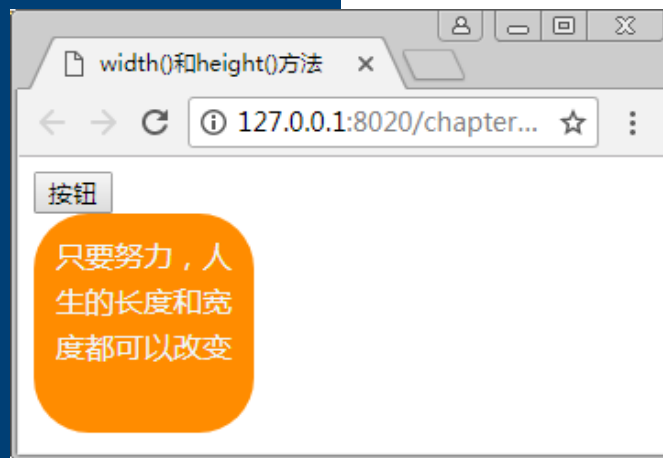 width()和height()方法
127.0.0.1:8020/chapter...
按钮
只要努力，人
生的长度和宽
度都可以改变